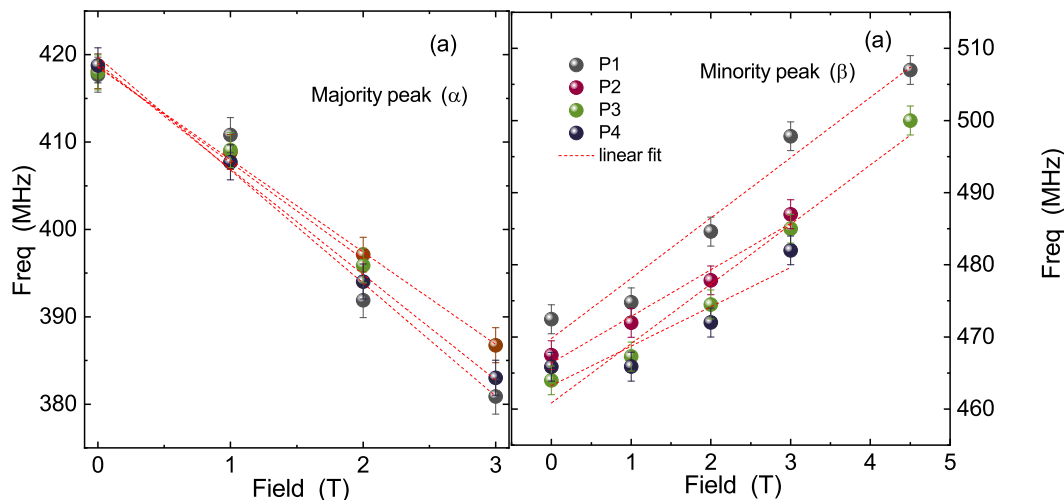 (a)
Majority peak (α)
420
410
400
390
380
Freq (MHz)
0
1
2
3
Field (T)
(a)
Minority peak (β)
P1
P2
P3
P4
linear fit
510
500
490
480
470
460
Freq (MHz)
0
1
2
3
4
5
Field (T)